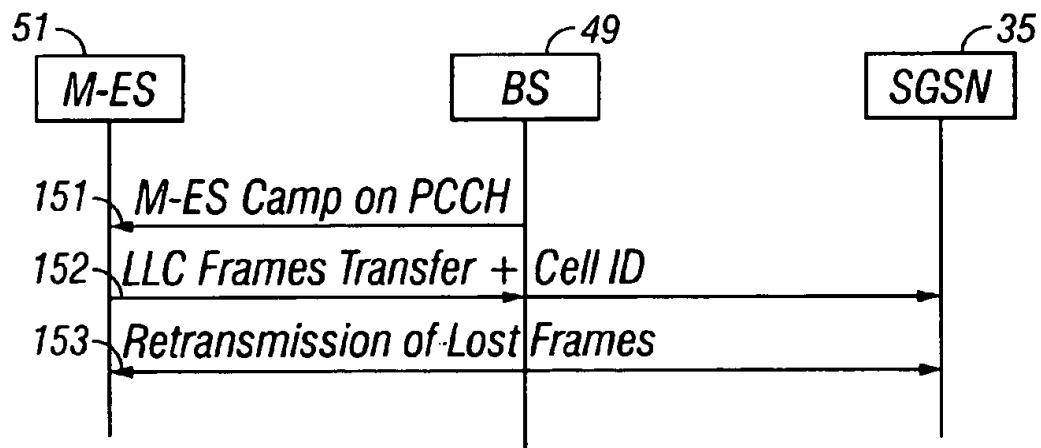 51 49 35
M-ES BS SGSN
151 M-ES Camp on PCCH
152 LLC Frames Transfer + Cell ID
153 Retransmission of Lost Frames